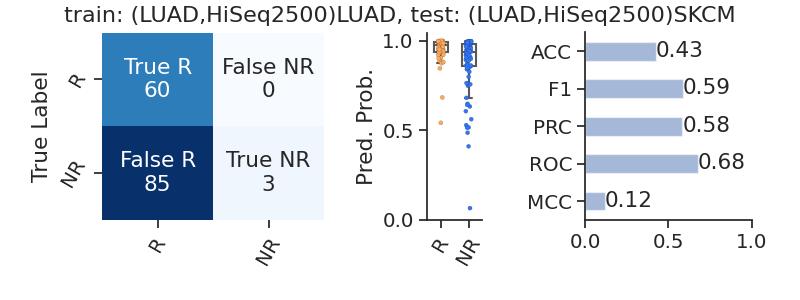 train: (LUAD,HiSeq2500)LUAD, test: (LUAD,HiSeq2500)SKCM
True Label
R
NR
True R
60
False NR
0
False R
85
True NR
3
R
NR
Pred. Prob.
1.0
0.5
0.0
R
NR
ACC
0.43
F1
0.59
PRC
0.58
ROC
0.68
MCC
0.12
0.0
0.5
1.0